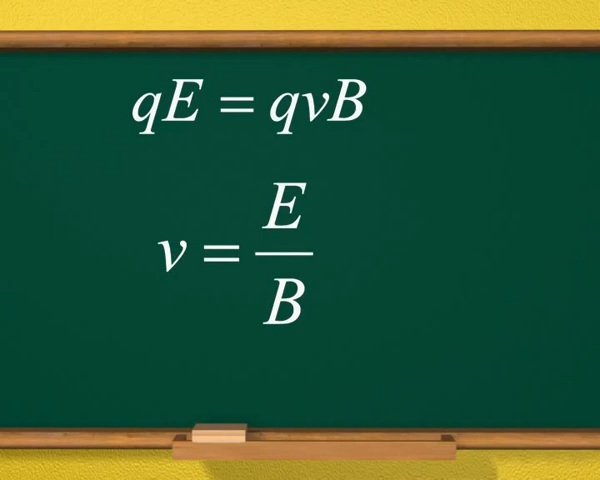 qE = qvB
v = E/B